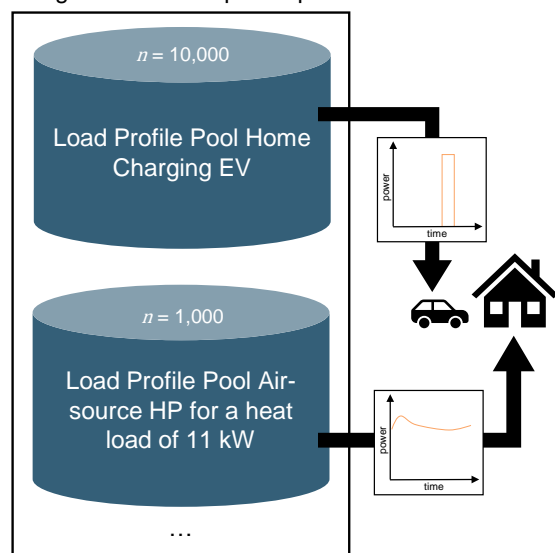 n = 10,000
Load Profile Pool Home
Charging EV
power
time
n = 1,000
Load Profile Pool Air-
source HP for a heat
load of 11 kW
power
time
...